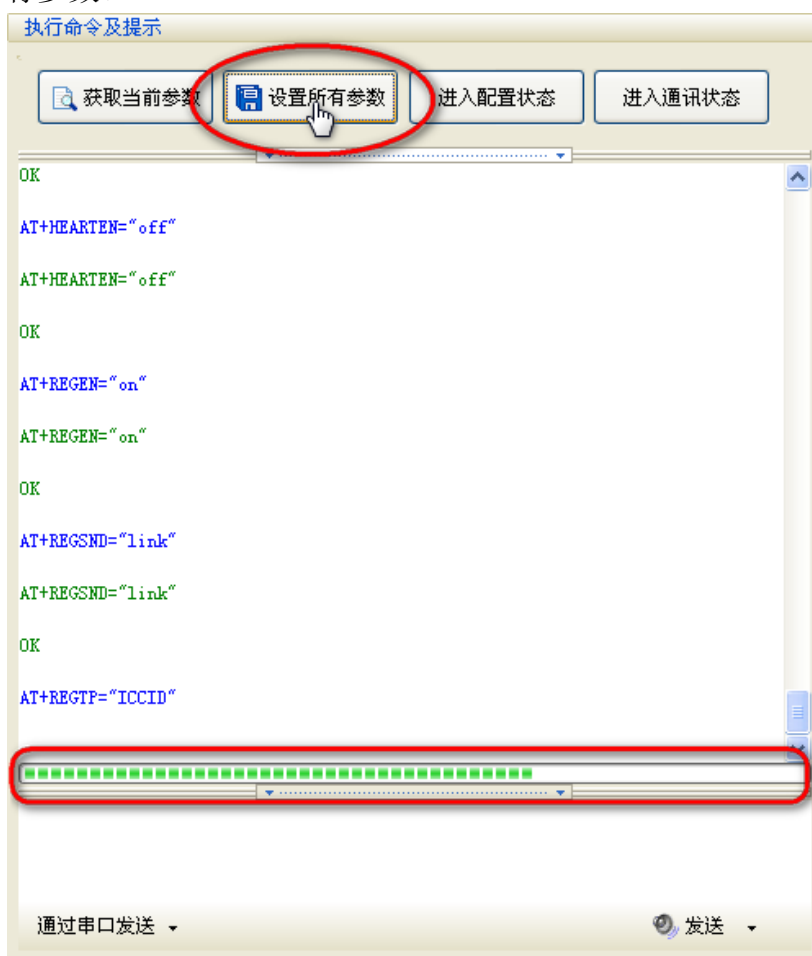 执行命令及提示
获取当前参数 设置所有参数 进入配置状态 进入通讯状态
OK
AT+HEARTEN="off"
AT+HEARTEN="off"
OK
AT+REGEN="on"
AT+REGEN="on"
OK
AT+REGSND="link"
AT+REGSND="link"
OK
AT+REGTP="ICCID"
通过串口发送 发送